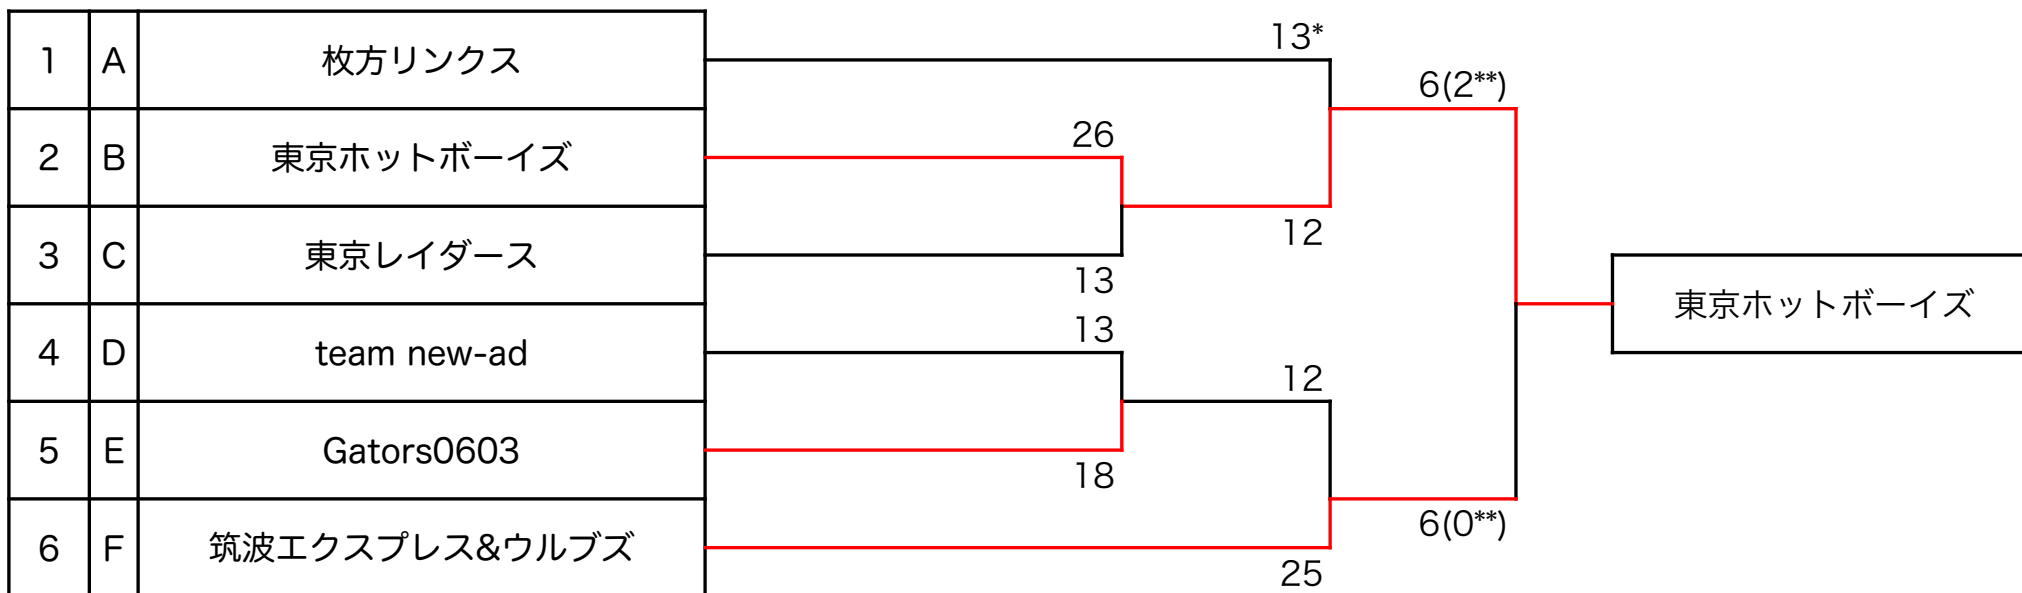 1 A 枚方リンクス
2 B 東京ホットボーイズ
3 C 東京レイダース
4 D team new-ad
5 E Gators0603
6 F 筑波エクスプレス&ウルブズ
26
13
13
18
13*
12
12
25
6(2**)
6(0**)
東京ホットボーイズ